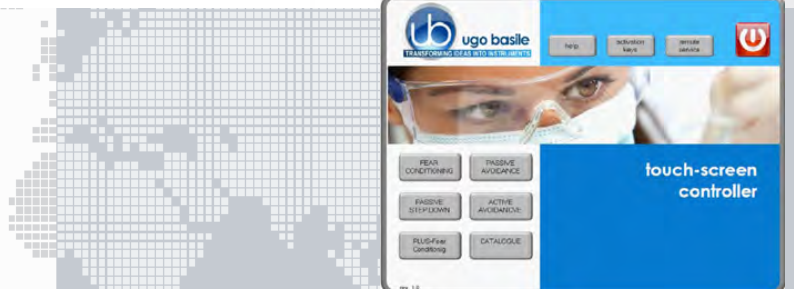 ub
ugo basile
TRANSFORMING IDEAS INTO INSTRUMENTS
help
activation
keys
remote
service
FEAR
CONDITIONING
PASSIVE
AVOIDANCE
touch-screen
controller
PASSIVE
STEP DOWN
ACTIVE
AVOIDANCVE
PLUS-Fear
Conditionig
CATALOGUE